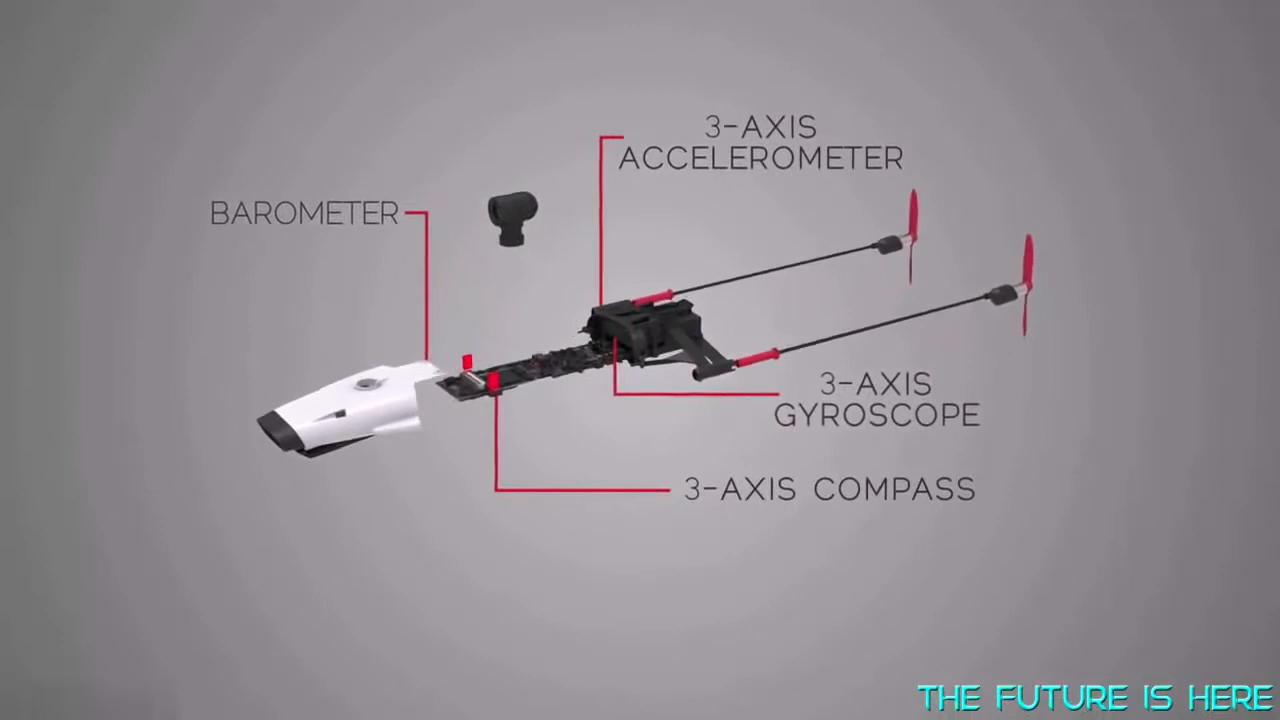 3-AXIS
ACCELEROMETER
BAROMETER
3-AXIS
GYROSCOPE
3-AXIS COMPASS
THE FUTURE IS HERE